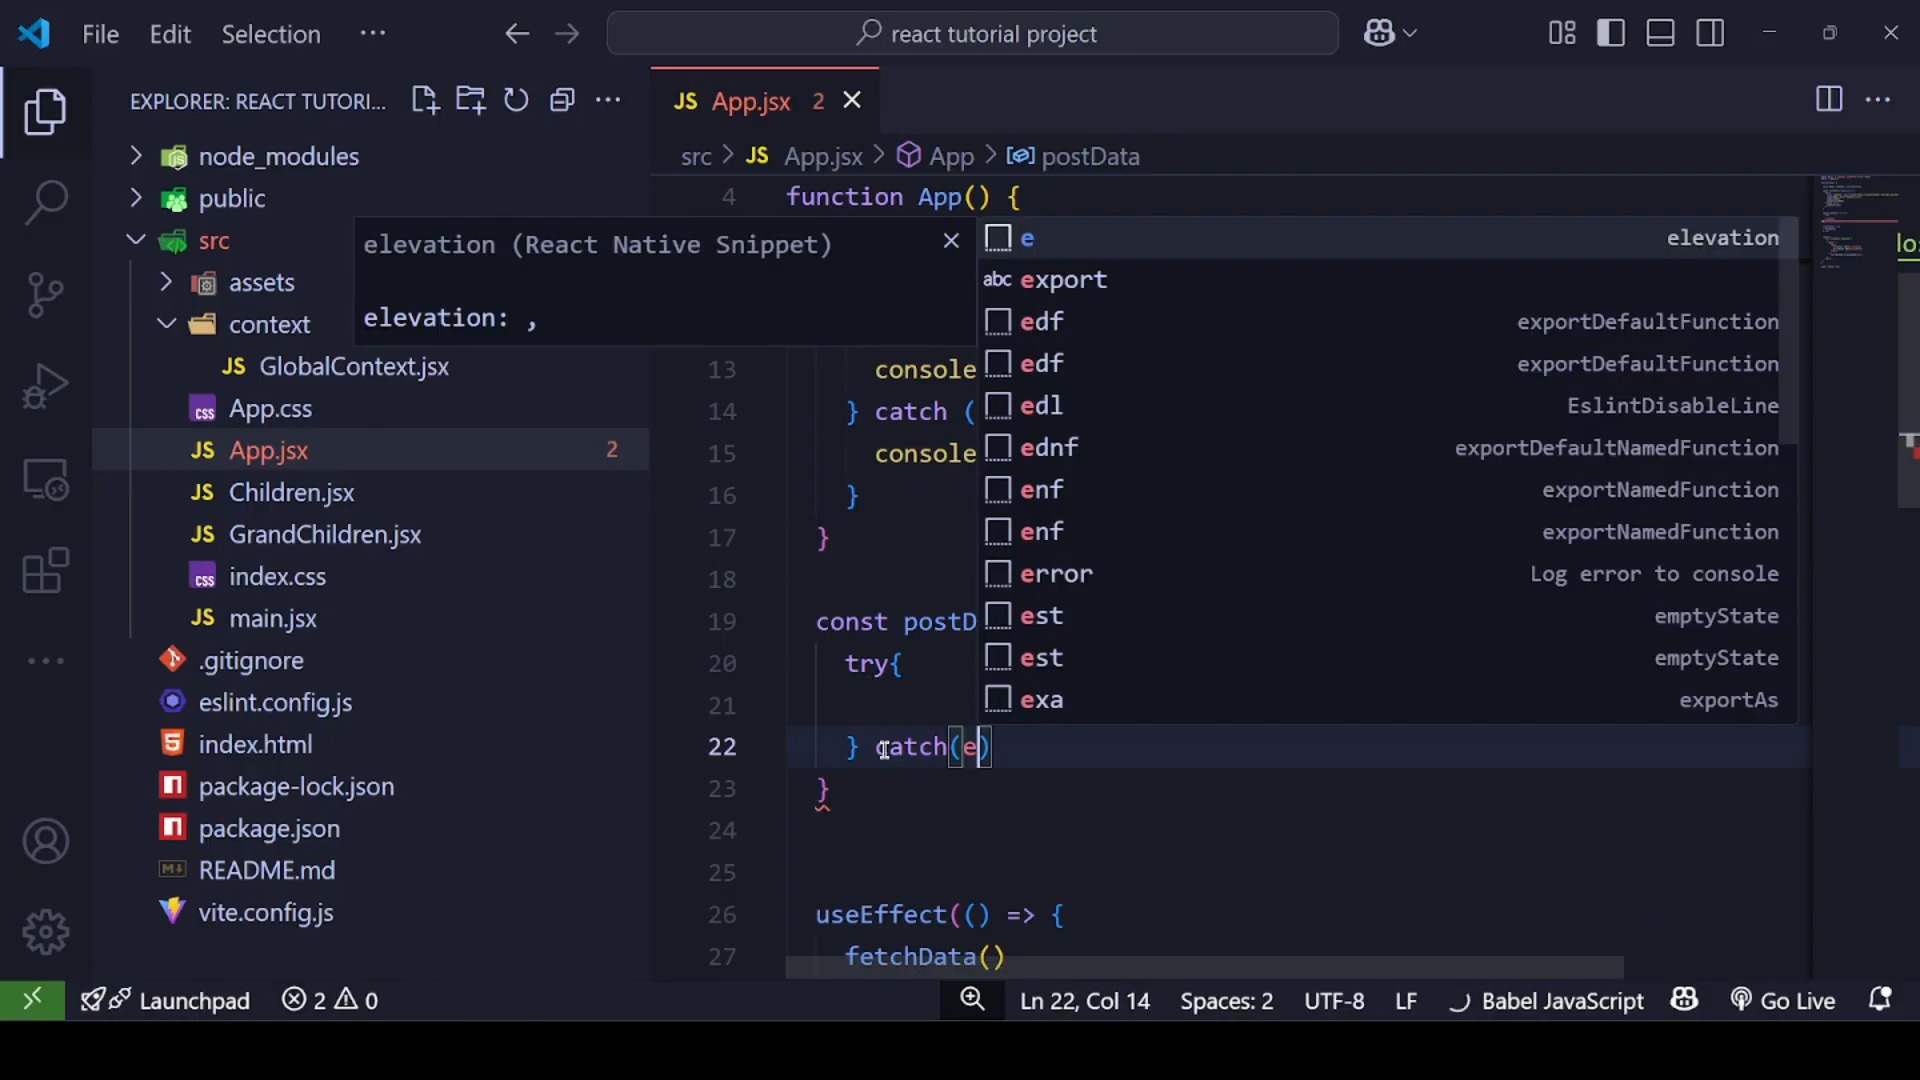 File Edit Selection ··· react tutorial project
EXPLORER: REACT TUTORI...
node_modules
public
src
assets
context
GlobalContext.jsx
App.css
App.jsx 2
Children.jsx
GrandChildren.jsx
index.css
main.jsx
.gitignore
eslint.config.js
index.html
package-lock.json
package.json
README.md
vite.config.js
JS App.jsx 2
src > JS App.jsx > App > postData
4 function App() {
elevation (React Native Snippet)
elevation: ,
e elevation
abc export
edf exportDefaultFunction
edf exportDefaultFunction
edl EslintDisableLine
ednf exportDefaultNamedFunction
enf exportNamedFunction
enf exportNamedFunction
error Log error to console
est emptyState
est emptyState
exa exportAs
13 console
14 } catch (
15 console
16 }
17 }
18
19 const postD
20 try{
21
22 } catch(e)
23 }
24
25
26 useEffect(() => {
27 fetchData()
Launchpad 2 0 Ln 22, Col 14 Spaces: 2 UTF-8 LF Babel JavaScript Go Live